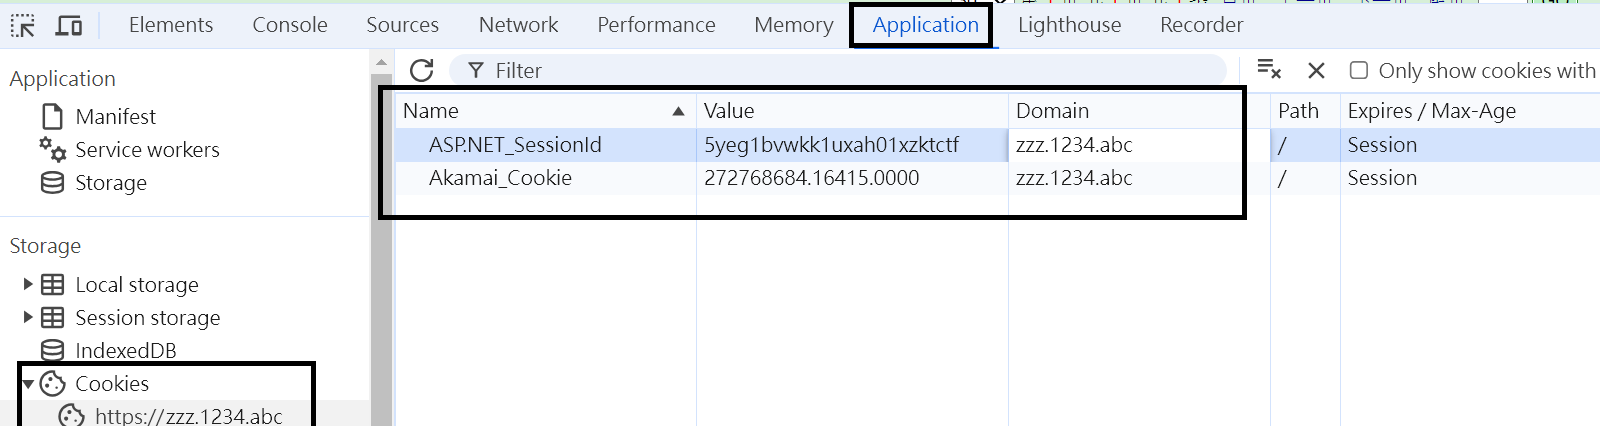 Elements Console Sources Network Performance Memory Application Lighthouse Recorder
Application
Manifest
Service workers
Storage
Storage
Local storage
Session storage
IndexedDB
Cookies
https://zzz.1234.abc
Filter
Only show cookies with
Name Value Domain Path Expires / Max-Age
ASP.NET_SessionId 5yeg1bvwkk1uxah01xzktctf zzz.1234.abc / Session
Akamai_Cookie 272768684.16415.0000 zzz.1234.abc / Session